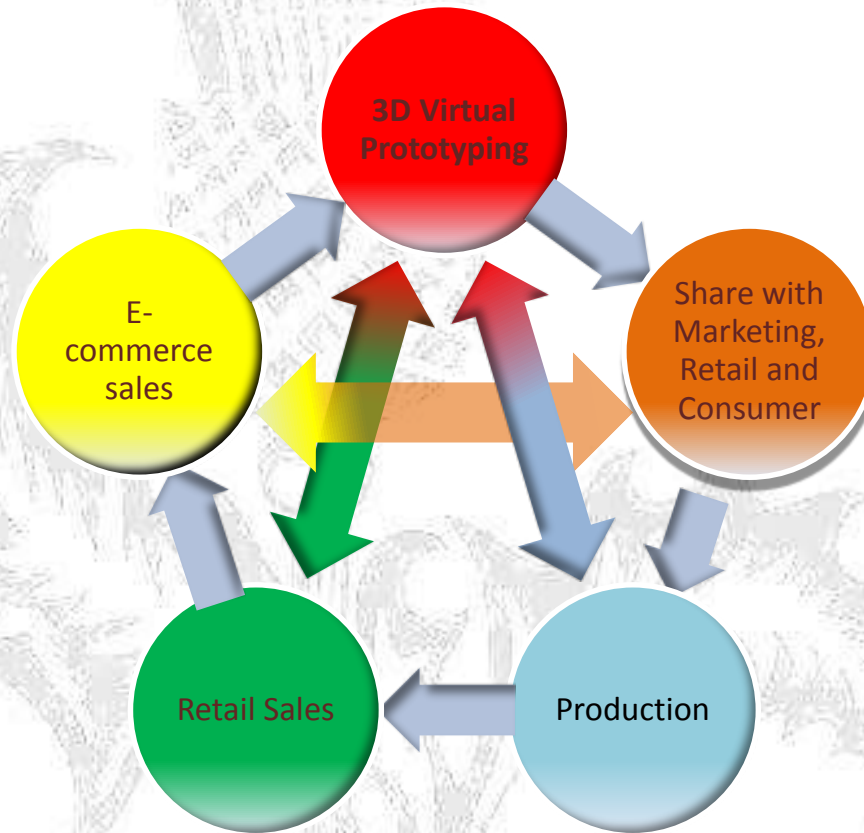 3D Virtual
Prototyping
Share with
Marketing,
Retail and
Consumer
Production
Retail Sales
E-
commerce
sales